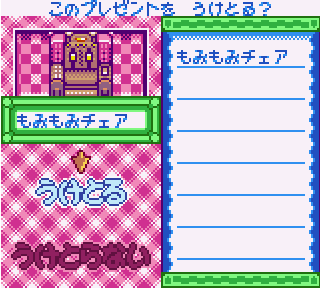 このプレゼントを うけとる？
もみもみチェア
もみもみチェア
うけとる
うけとらない